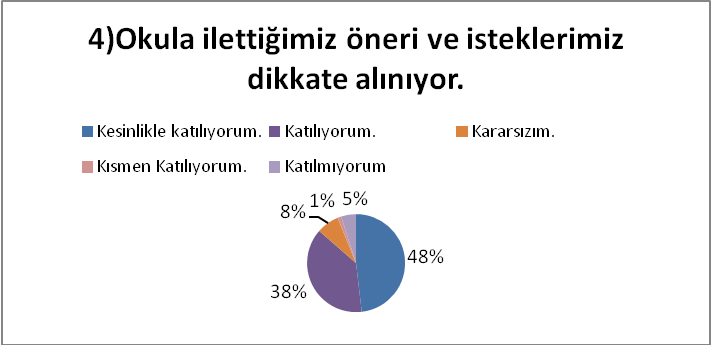 4)Okula ilettiğimiz öneri ve isteklerimiz
dikkate alınıyor.
Kesinlikle katılıyorum. Katılıyorum. Kararsızım.
Kısmen Katılıyorum. Katılmıyorum
8% 1% 5%
48%
38%